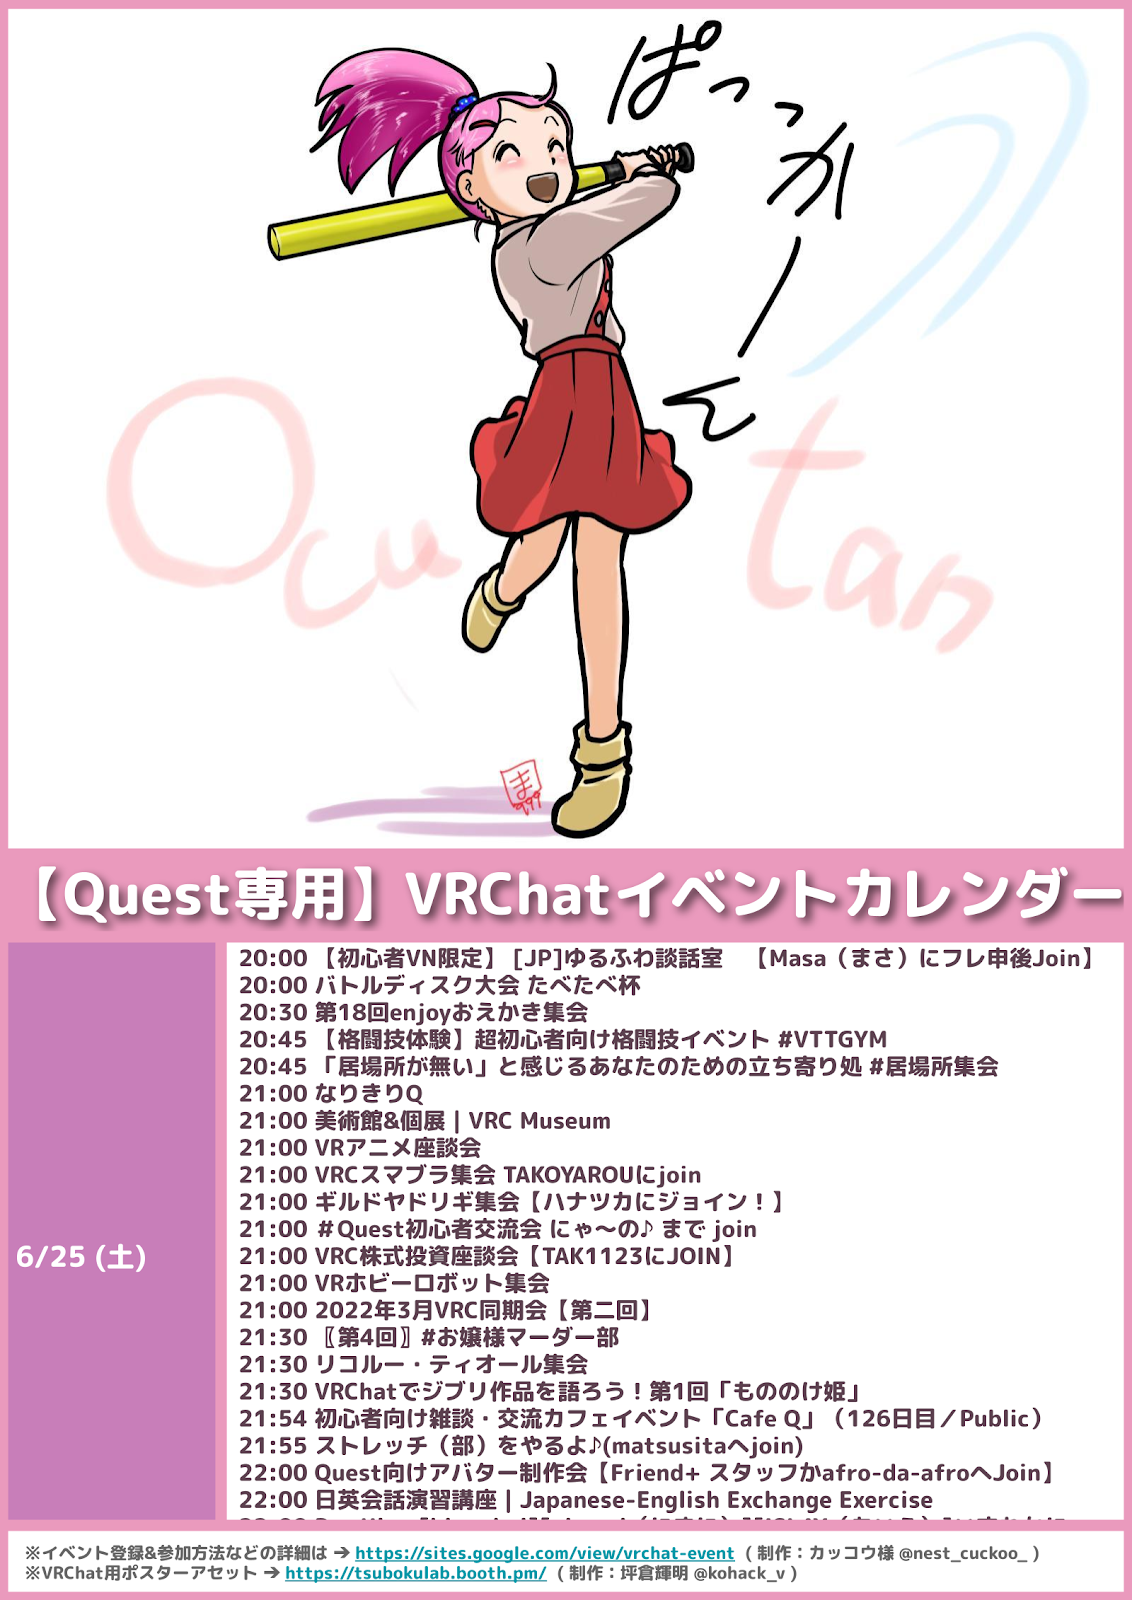 ぱっっかーん
Ocu tan
ま
999
【Quest専用】VRChatイベントカレンダー
6/25 (土)
20:00 【初心者VN限定】 [JP]ゆるふわ談話室　【Masa（まさ）にフレ申後Join】
20:00 バトルディスク大会 たべたべ杯
20:30 第18回enjoyおえかき集会
20:45 【格闘技体験】超初心者向け格闘技イベント #VTTGYM
20:45 「居場所が無い」と感じるあなたのための立ち寄り処 #居場所集会
21:00 なりきりQ
21:00 美術館&個展 | VRC Museum
21:00 VRアニメ座談会
21:00 VRCスマブラ集会 TAKOYAROUにjoin
21:00 ギルドヤドリギ集会【ハナツカにジョイン！】
21:00 ＃Quest初心者交流会 にゃ～の♪ まで join
21:00 VRC株式投資座談会【TAK1123にJOIN】
21:00 VRホビーロボット集会
21:00 2022年3月VRC同期会【第二回】
21:30 〖第4回〗#お嬢様マーダー部
21:30 リコルー・ティオール集会
21:30 VRChatでジブリ作品を語ろう！第1回「もののけ姫」
21:54 初心者向け雑談・交流カフェイベント「Cafe Q」（126日目／Public）
21:55 ストレッチ（部）をやるよ♪(matsusitaへjoin)
22:00 Quest向けアバター制作会【Friend+ スタッフかafro-da-afroへJoin】
22:00 日英会話演習講座 | Japanese-English Exchange Exercise
※イベント登録&参加方法などの詳細は ➔ https://sites.google.com/view/vrchat-event （制作：カッコウ様 @nest_cuckoo_）
※VRChat用ポスターアセット ➔ https://tsubokulab.booth.pm/ （制作：坪倉輝明 @kohack_v）